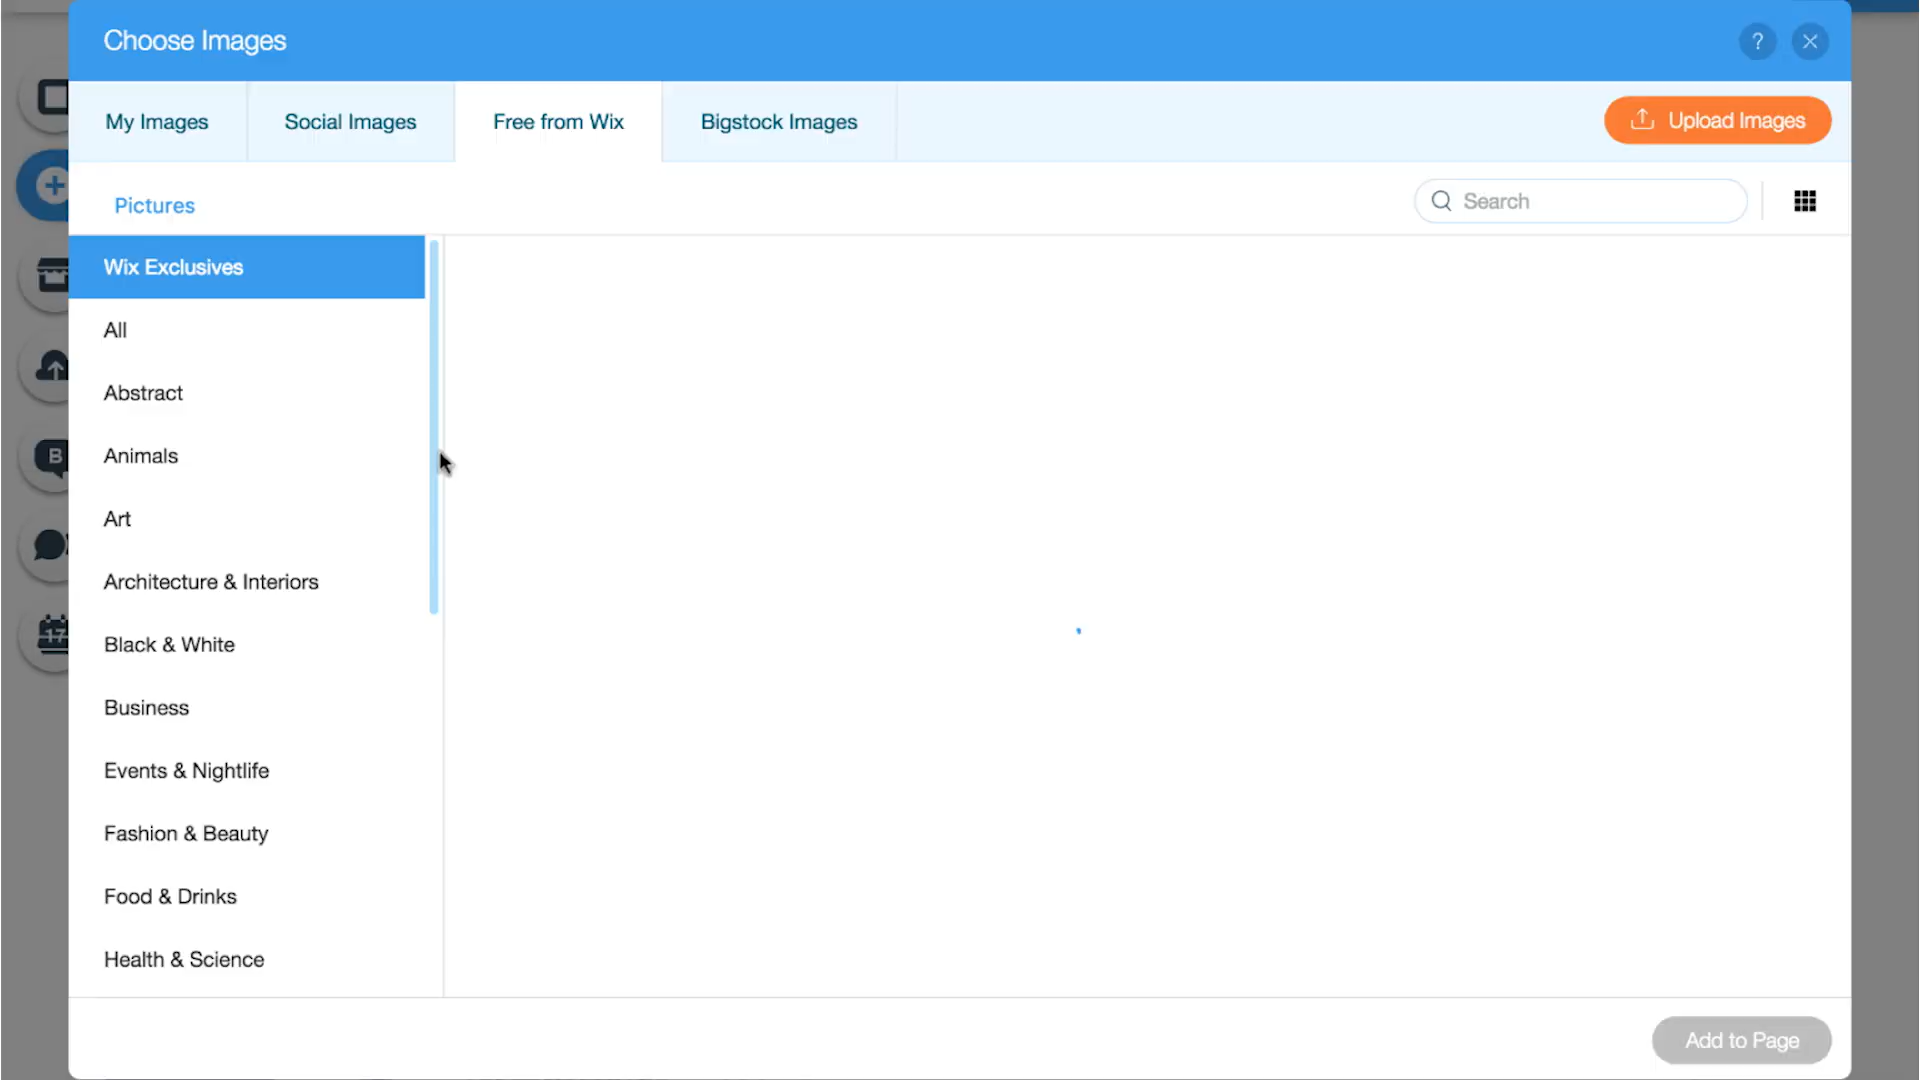 Choose Images
?
My Images
Social Images
Free from Wix
Bigstock Images
Upload Images
Pictures
Search
Wix Exclusives
All
Abstract
Animals
Art
Architecture & Interiors
Black & White
Business
Events & Nightlife
Fashion & Beauty
Food & Drinks
Health & Science
B
17
Add to Page